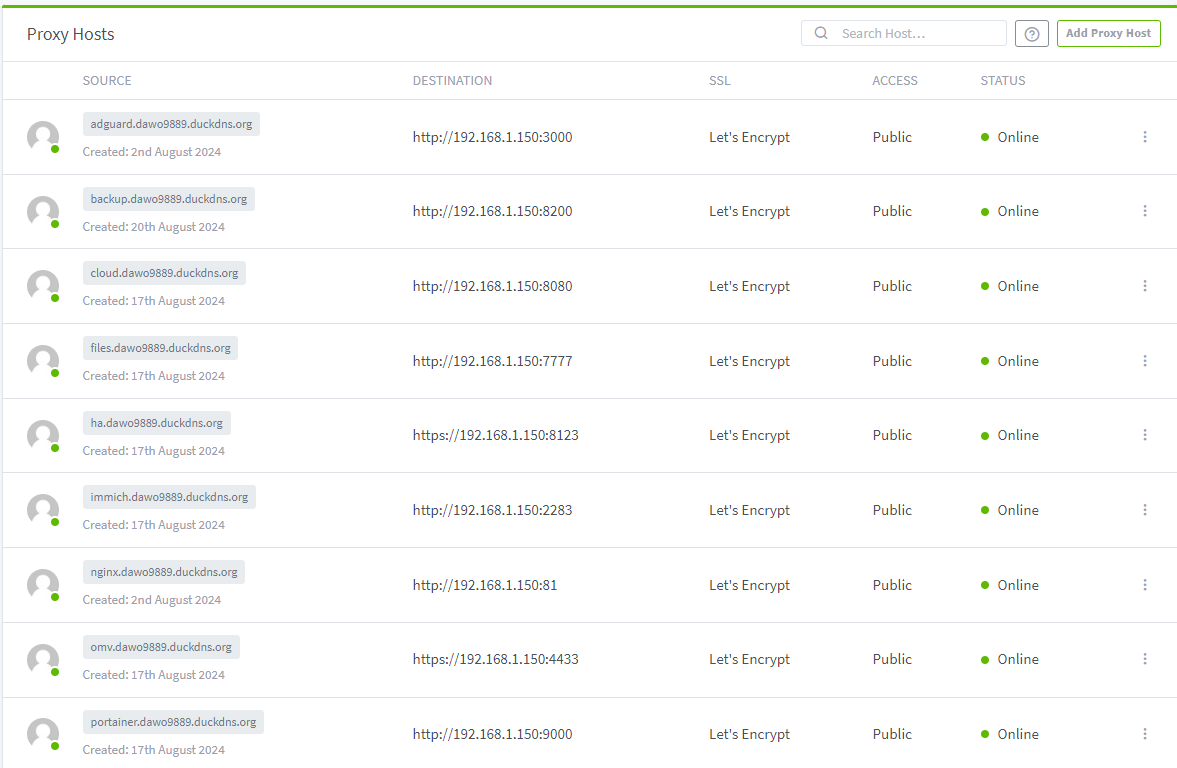 Proxy Hosts
Search Host...
Add Proxy Host
SOURCE DESTINATION SSL ACCESS STATUS
adguard.dawo9889.duckdns.org
Created: 2nd August 2024
http://192.168.1.150:3000 Let's Encrypt Public Online
backup.dawo9889.duckdns.org
Created: 20th August 2024
http://192.168.1.150:8200 Let's Encrypt Public Online
cloud.dawo9889.duckdns.org
Created: 17th August 2024
http://192.168.1.150:8080 Let's Encrypt Public Online
files.dawo9889.duckdns.org
Created: 17th August 2024
http://192.168.1.150:7777 Let's Encrypt Public Online
ha.dawo9889.duckdns.org
Created: 17th August 2024
https://192.168.1.150:8123 Let's Encrypt Public Online
immich.dawo9889.duckdns.org
Created: 17th August 2024
http://192.168.1.150:2283 Let's Encrypt Public Online
nginx.dawo9889.duckdns.org
Created: 2nd August 2024
http://192.168.1.150:81 Let's Encrypt Public Online
omv.dawo9889.duckdns.org
Created: 17th August 2024
https://192.168.1.150:4433 Let's Encrypt Public Online
portainer.dawo9889.duckdns.org
Created: 17th August 2024
http://192.168.1.150:9000 Let's Encrypt Public Online